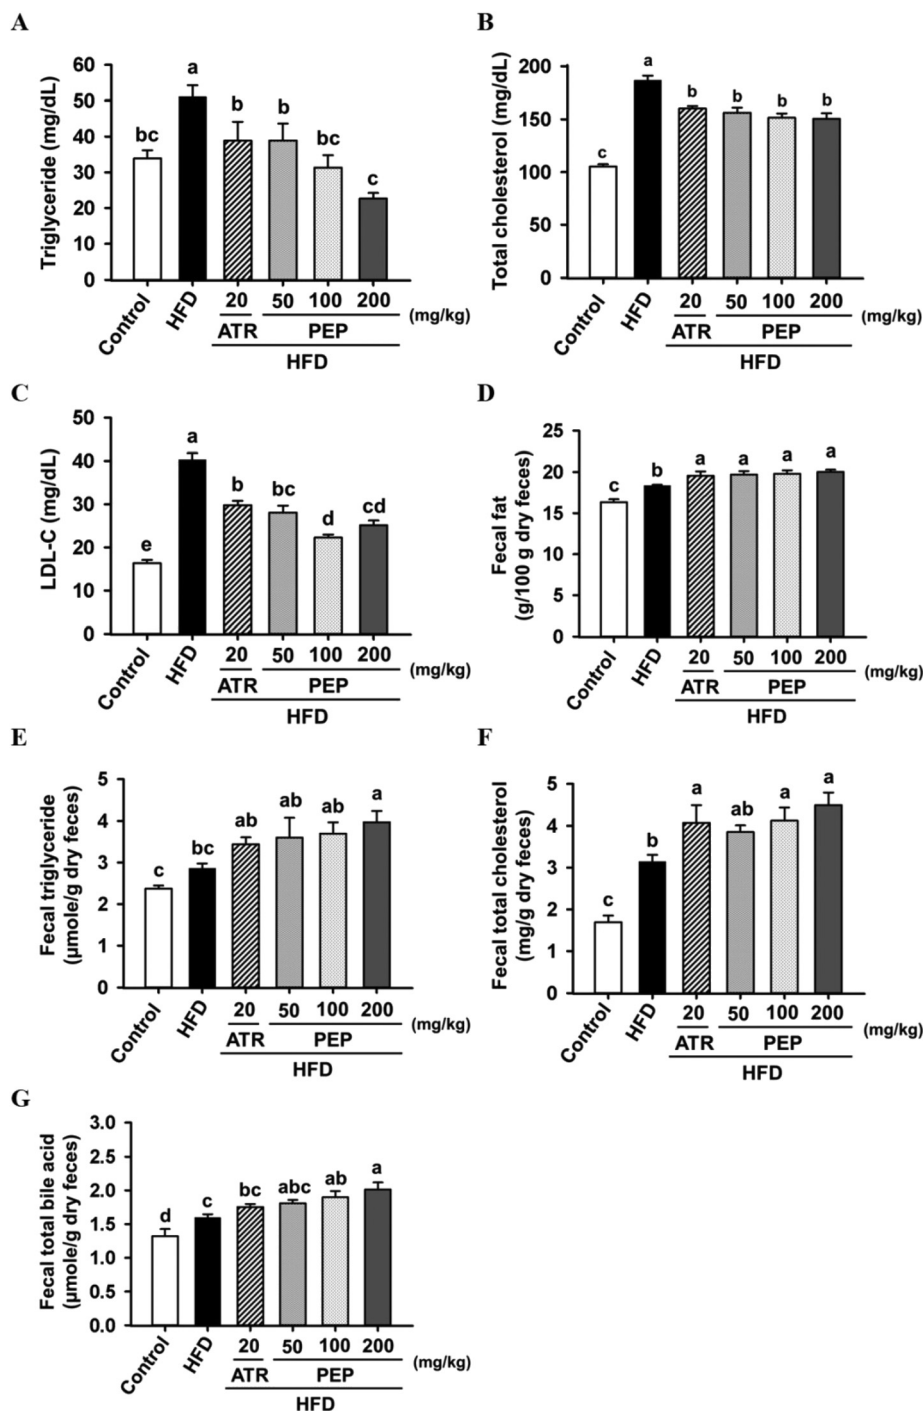 A
Triglyceride (mg/dL)
60
50
40
30
20
10
0
bc
a
b
b
bc
c
Control
HFD
20
50
100
200
(mg/kg)
ATR
PEP
HFD
B
Total cholesterol (mg/dL)
200
150
100
50
0
c
a
b
b
b
b
Control
HFD
20
50
100
200
(mg/kg)
ATR
PEP
HFD
C
LDL-C (mg/dL)
50
40
30
20
10
0
e
a
b
bc
d
cd
Control
HFD
20
50
100
200
(mg/kg)
ATR
PEP
HFD
D
Fecal fat
(g/100 g dry feces)
25
20
15
10
5
0
c
b
a
a
a
a
Control
HFD
20
50
100
200
(mg/kg)
ATR
PEP
HFD
E
Fecal triglyceride
(µmole/g dry feces)
5
4
3
2
1
0
c
bc
ab
ab
ab
a
Control
HFD
20
50
100
200
(mg/kg)
ATR
PEP
HFD
F
Fecal total cholesterol
(mg/g dry feces)
5
4
3
2
1
0
c
b
a
ab
a
a
Control
HFD
20
50
100
200
(mg/kg)
ATR
PEP
HFD
G
Fecal total bile acid
(µmole/g dry feces)
3.0
2.5
2.0
1.5
1.0
0.5
0.0
d
c
bc
abc
ab
a
Control
HFD
20
50
100
200
(mg/kg)
ATR
PEP
HFD